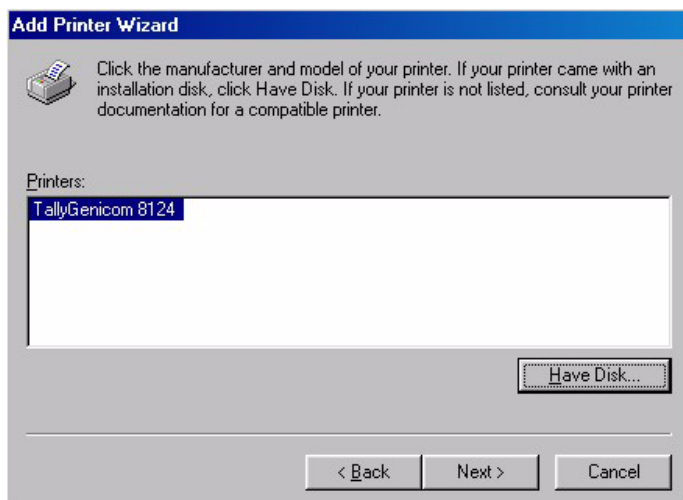 Add Printer Wizard
Click the manufacturer and model of your printer. If your printer came with an
installation disk, click Have Disk. If your printer is not listed, consult your printer
documentation for a compatible printer.
Printers:
TallyGenicom 8124
Have Disk...
< Back
Next >
Cancel